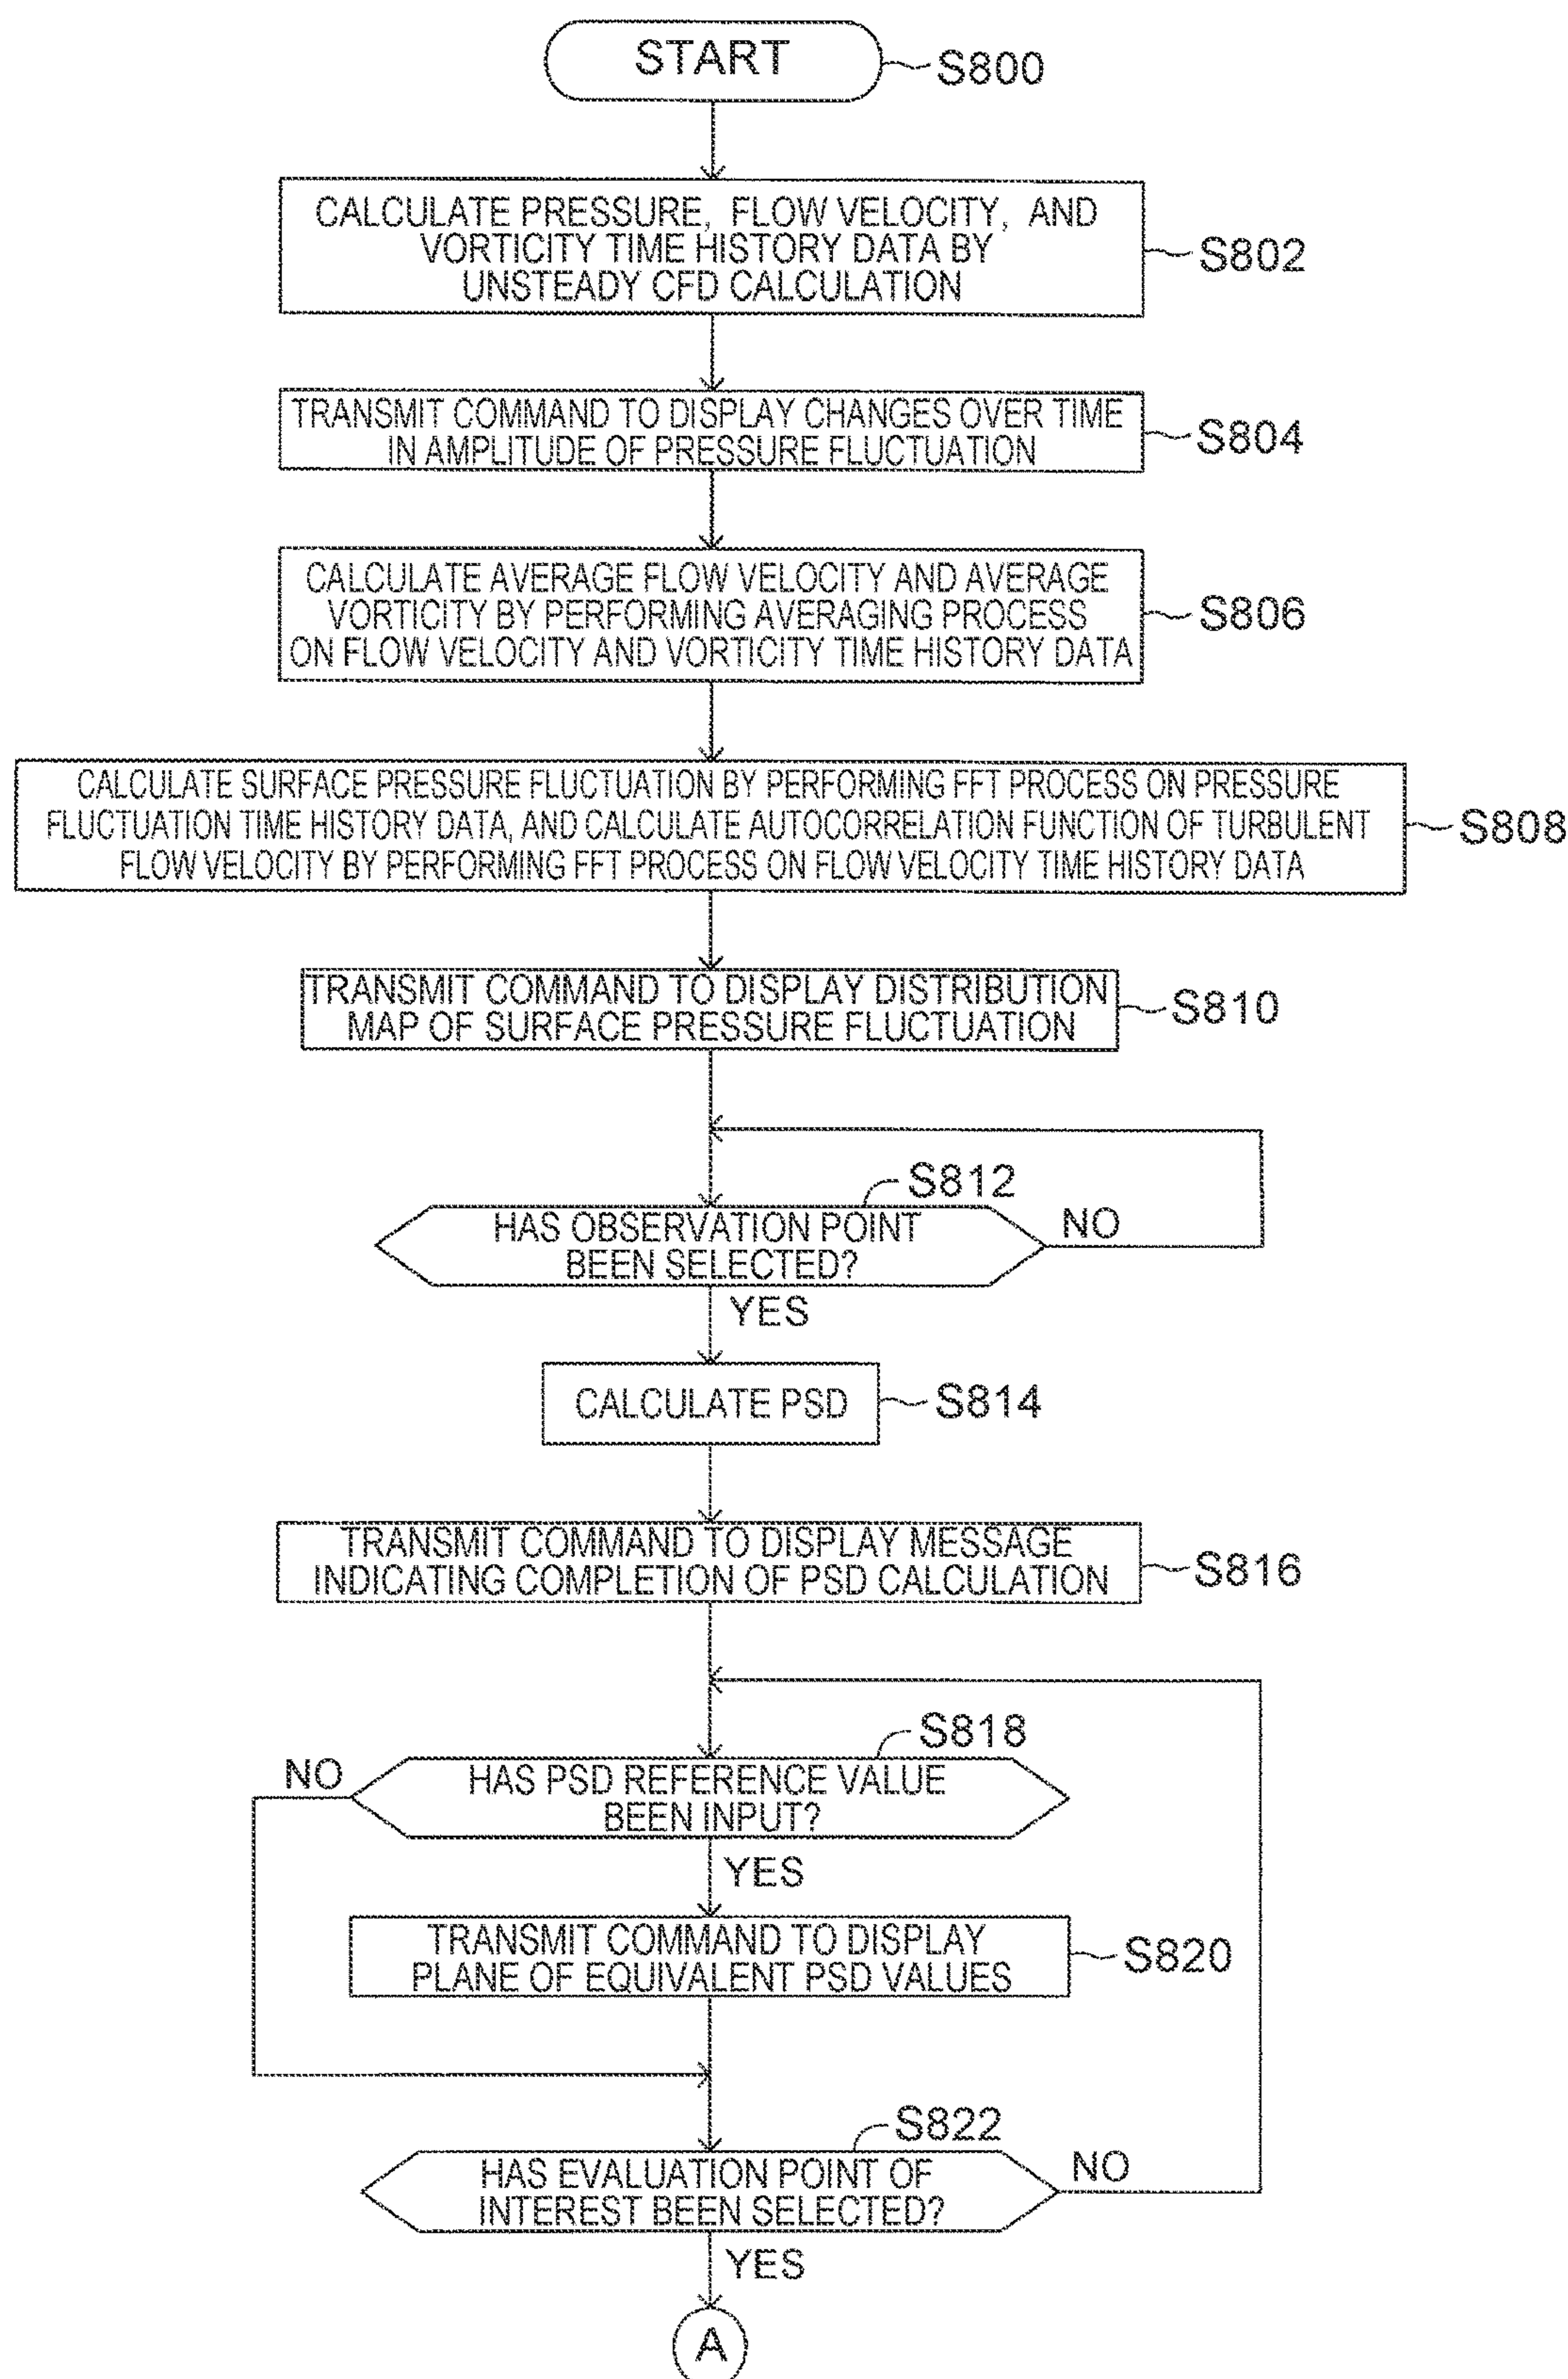 START
S800
CALCULATE PRESSURE, FLOW VELOCITY, AND
VORTICITY TIME HISTORY DATA BY
UNSTEADY CFD CALCULATION
S802
TRANSMIT COMMAND TO DISPLAY CHANGES OVER TIME
IN AMPLITUDE OF PRESSURE FLUCTUATION
S804
CALCULATE AVERAGE FLOW VELOCITY AND AVERAGE
VORTICITY BY PERFORMING AVERAGING PROCESS
ON FLOW VELOCITY AND VORTICITY TIME HISTORY DATA
S806
CALCULATE SURFACE PRESSURE FLUCTUATION BY PERFORMING FFT PROCESS ON PRESSURE
FLUCTUATION TIME HISTORY DATA, AND CALCULATE AUTOCORRELATION FUNCTION OF TURBULENT
FLOW VELOCITY BY PERFORMING FFT PROCESS ON FLOW VELOCITY TIME HISTORY DATA
S808
TRANSMIT COMMAND TO DISPLAY DISTRIBUTION
MAP OF SURFACE PRESSURE FLUCTUATION
S810
S812
HAS OBSERVATION POINT
BEEN SELECTED?
NO
YES
CALCULATE PSD
S814
TRANSMIT COMMAND TO DISPLAY MESSAGE
INDICATING COMPLETION OF PSD CALCULATION
S816
S818
NO
HAS PSD REFERENCE VALUE
BEEN INPUT?
YES
TRANSMIT COMMAND TO DISPLAY
PLANE OF EQUIVALENT PSD VALUES
S820
S822
HAS EVALUATION POINT OF
INTEREST BEEN SELECTED?
NO
YES
A